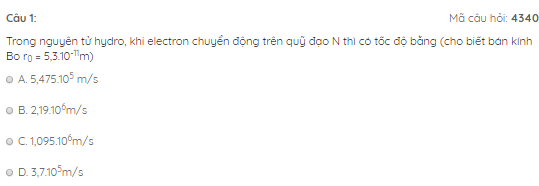 Câu 1: Mã câu hỏi: 4340
Trong nguyên tử hydro, khi electron chuyển động trên quỹ đạo N thì có tốc độ bằng (cho biết bán kính
Bo r₀ = 5,3.10⁻¹¹m)
A. 5,475.10⁵ m/s
B. 2,19.10⁶m/s
C. 1,095.10⁶m/s
D. 3,7.10⁵m/s